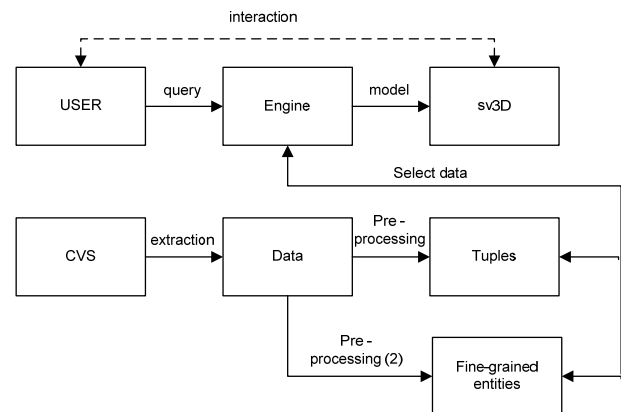 interaction
USER
query
Engine
model
sv3D
Select data
CVS
extraction
Data
Pre -
processing
Tuples
Pre -
processing (2)
Fine-grained
entities